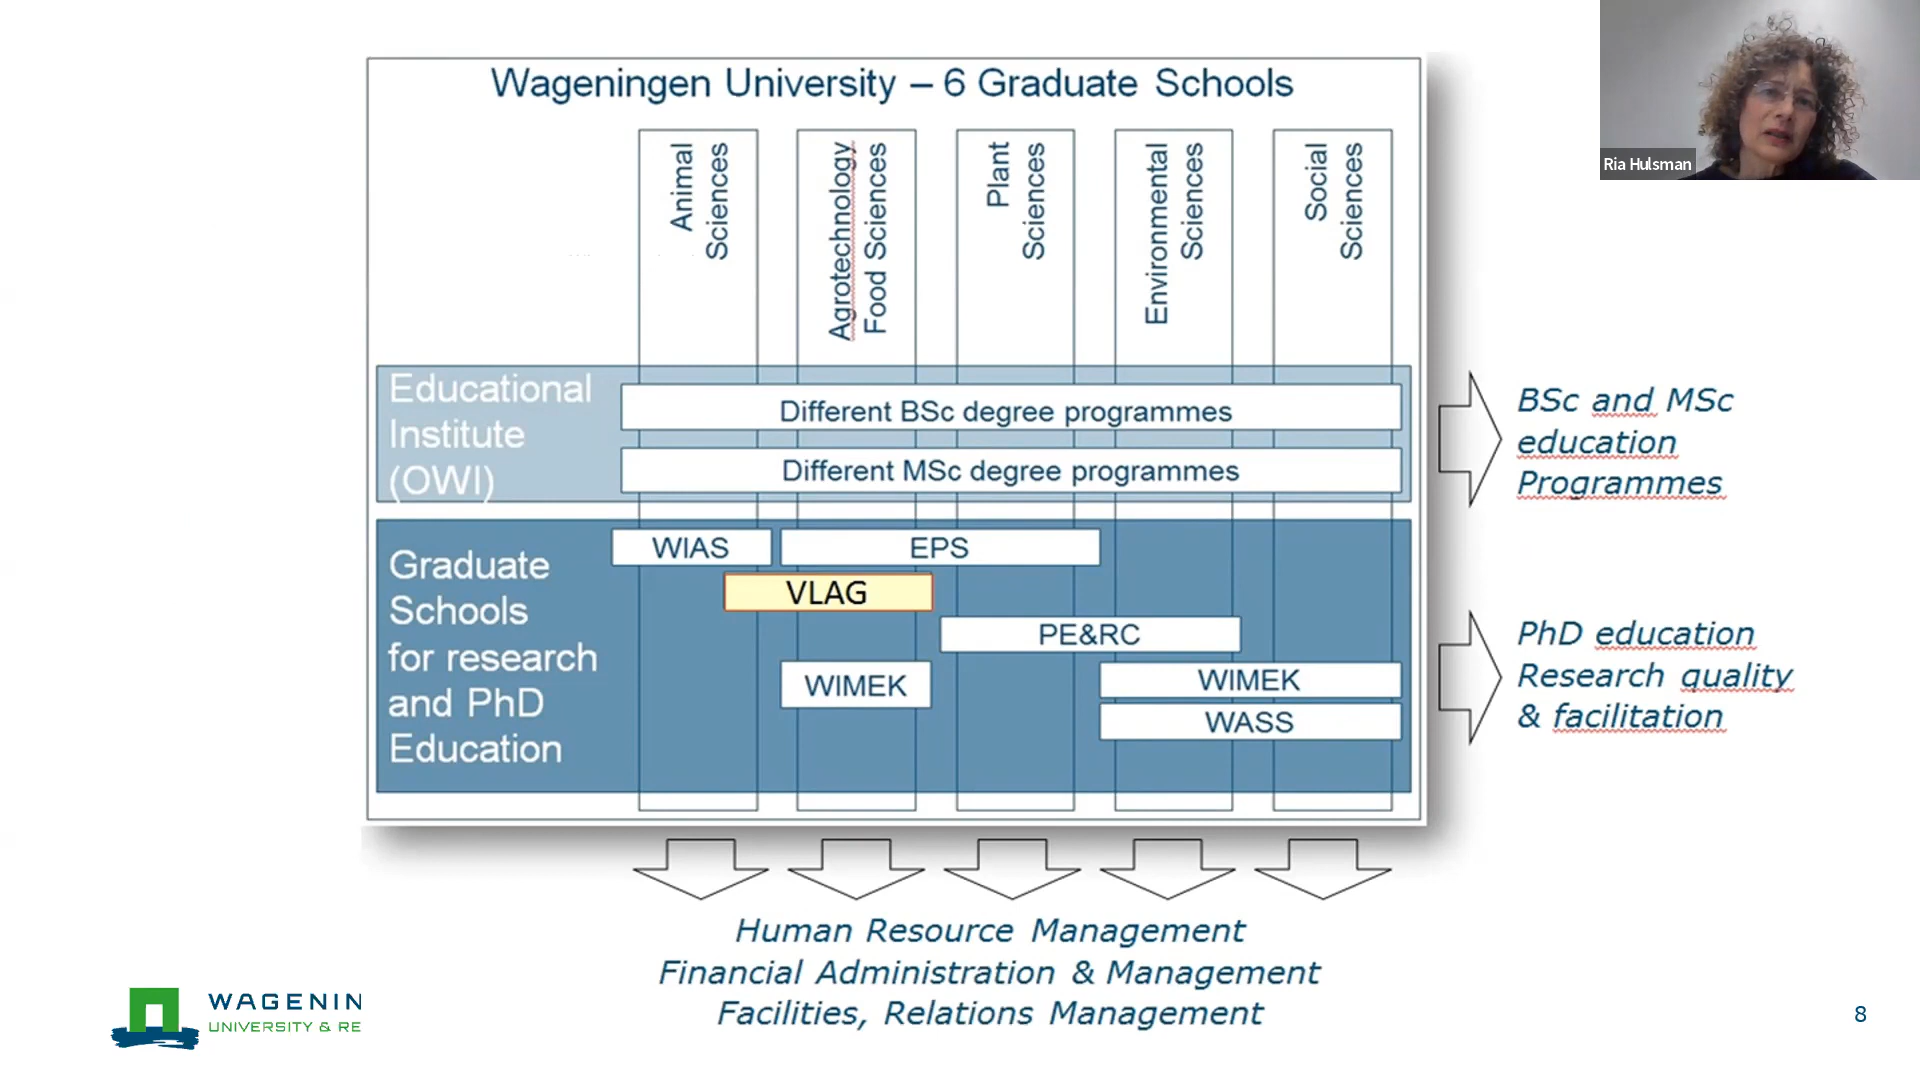 Wageningen University – 6 Graduate Schools
Ria Hulsman
Animal
Sciences
Agrotechnology
Food Sciences
Plant
Sciences
Environmental
Sciences
Social
Sciences
Educational
Institute
(OWI)
Different BSc degree programmes
Different MSc degree programmes
BSc and MSc
education
Programmes
Graduate
Schools
for research
and PhD
Education
WIAS
EPS
VLAG
PE&RC
WIMEK
WIMEK
WASS
PhD education
Research quality
& facilitation
Human Resource Management
Financial Administration & Management
Facilities, Relations Management
WAGENIN
UNIVERSITY & RE
8